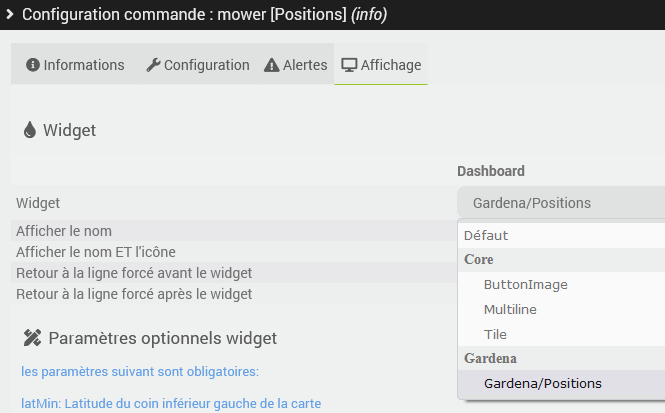 Configuration commande : mower [Positions] (info)
Informations Configuration Alertes Affichage
Widget
Dashboard
Widget Gardena/Positions
Afficher le nom
Afficher le nom ET l'icône
Retour à la ligne forcé avant le widget
Retour à la ligne forcé après le widget
Défaut
Core
ButtonImage
Multiline
Tile
Gardena
Gardena/Positions
Paramètres optionnels widget
les paramètres suivant sont obligatoires:
latMin: Latitude du coin inférieur gauche de la carte